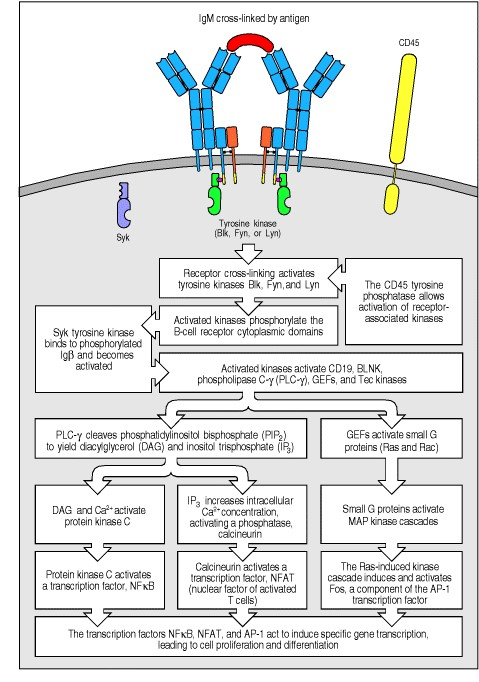 IgM cross-linked by antigen
CD45
Syk
Tyrosine kinase
(Blk, Fyn, or Lyn)
Receptor cross-linking activates
tyrosine kinases Blk, Fyn, and Lyn
The CD45 tyrosine
phosphatase allows
activation of receptor-
associated kinases
Activated kinases phosphorylate the
B-cell receptor cytoplasmic domains
Syk tyrosine kinase
binds to phosphorylated
Igβ and becomes
activated
Activated kinases activate CD19, BLNK,
phospholipase C-γ (PLC-γ), GEFs, and Tec kinases
PLC-γ cleaves phosphatidylinositol bisphosphate (PIP₂)
to yield diacylglycerol (DAG) and inositol trisphosphate (IP₃)
GEFs activate small G
proteins (Ras and Rac)
DAG and Ca²⁺ activate
protein kinase C
IP₃ increases intracellular
Ca²⁺ concentration,
activating a phosphatase,
calcineurin
Small G proteins activate
MAP kinase cascades
Protein kinase C activates
a transcription factor, NFκB
Calcineurin activates a
transcription factor, NFAT
(nuclear factor of activated
T cells)
The Ras-induced kinase
cascade induces and activates
Fos, a component of the AP-1
transcription factor
The transcription factors NFκB, NFAT, and AP-1 act to induce specific gene transcription,
leading to cell proliferation and differentiation